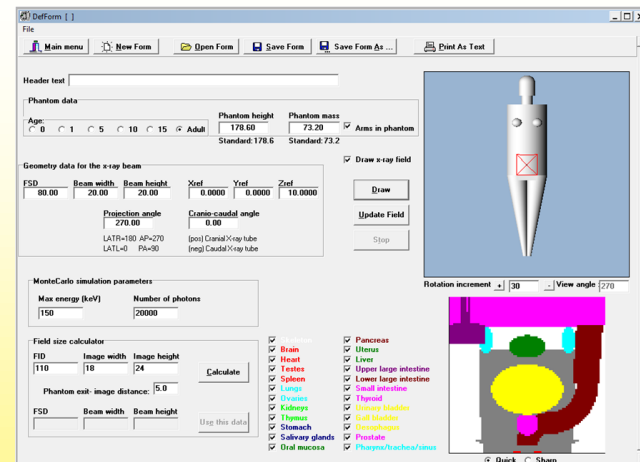 DefForm [ ]
File
Main menu New Form Open Form Save Form Save Form As ... Print As Text
Header text
Phantom data
Age: 0 1 5 10 15 Adult
Phantom height Phantom mass
178.60 73.20 Arms in phantom
Standard: 178.6 Standard: 73.2
Geometry data for the x-ray beam
Draw x-ray field
FSD Beam width Beam height Xref Yref Zref
80.00 20.00 20.00 0.0000 0.0000 10.0000
Draw
Projection angle Cranio-caudal angle
270.00 0.00
Update Field
LATR=180 AP=270 (pos) Cranial X-ray tube
LATL=0 PA=90 (neg) Caudal X-ray tube
Stop
Rotation increment + 30 - View angle 270
MonteCarlo simulation parameters
Max energy (keV) Number of photons
150 20000
Field size calculator
FID Image width Image height
110 18 24
Calculate
Phantom exit- image distance: 5.0
FSD Beam width Beam height
Use this data
Skeleton Pancreas
Brain Uterus
Heart Liver
Testes Upper large intestine
Spleen Lower large intestine
Lungs Small intestine
Ovaries Thyroid
Kidneys Urinary bladder
Thymus Gall bladder
Stomach Oesophagus
Salivary glands Prostate
Oral mucosa Pharynx/trachea/sinus
Quick Sharp